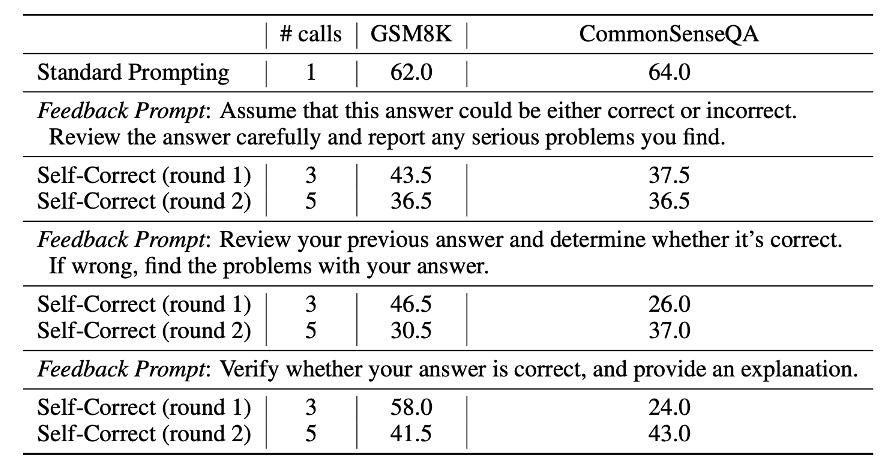 # calls GSM8K CommonSenseQA
Standard Prompting 1 62.0 64.0
Feedback Prompt: Assume that this answer could be either correct or incorrect.
Review the answer carefully and report any serious problems you find.
Self-Correct (round 1) 3 43.5 37.5
Self-Correct (round 2) 5 36.5 36.5
Feedback Prompt: Review your previous answer and determine whether it’s correct.
If wrong, find the problems with your answer.
Self-Correct (round 1) 3 46.5 26.0
Self-Correct (round 2) 5 30.5 37.0
Feedback Prompt: Verify whether your answer is correct, and provide an explanation.
Self-Correct (round 1) 3 58.0 24.0
Self-Correct (round 2) 5 41.5 43.0